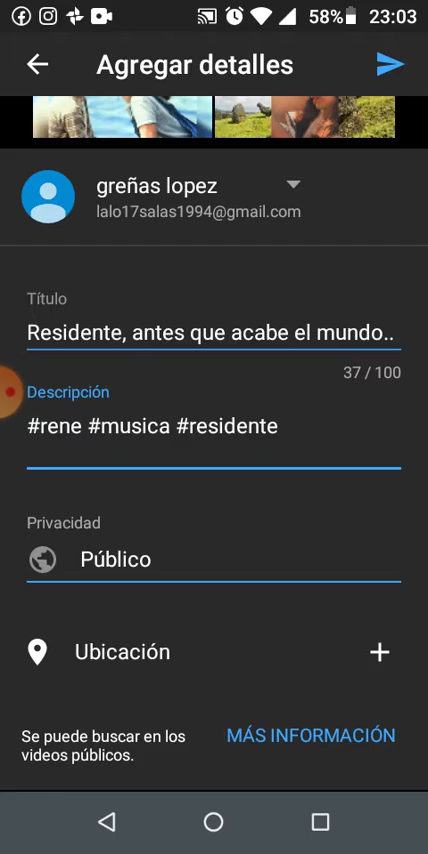 58% 23:03
Agregar detalles
greñas lopez
lalo17salas1994@gmail.com
Título
Residente, antes que acabe el mundo..
37 / 100
Descripción
#rene #musica #residente
Privacidad
Público
Ubicación
Se puede buscar en los
videos públicos.
MÁS INFORMACIÓN